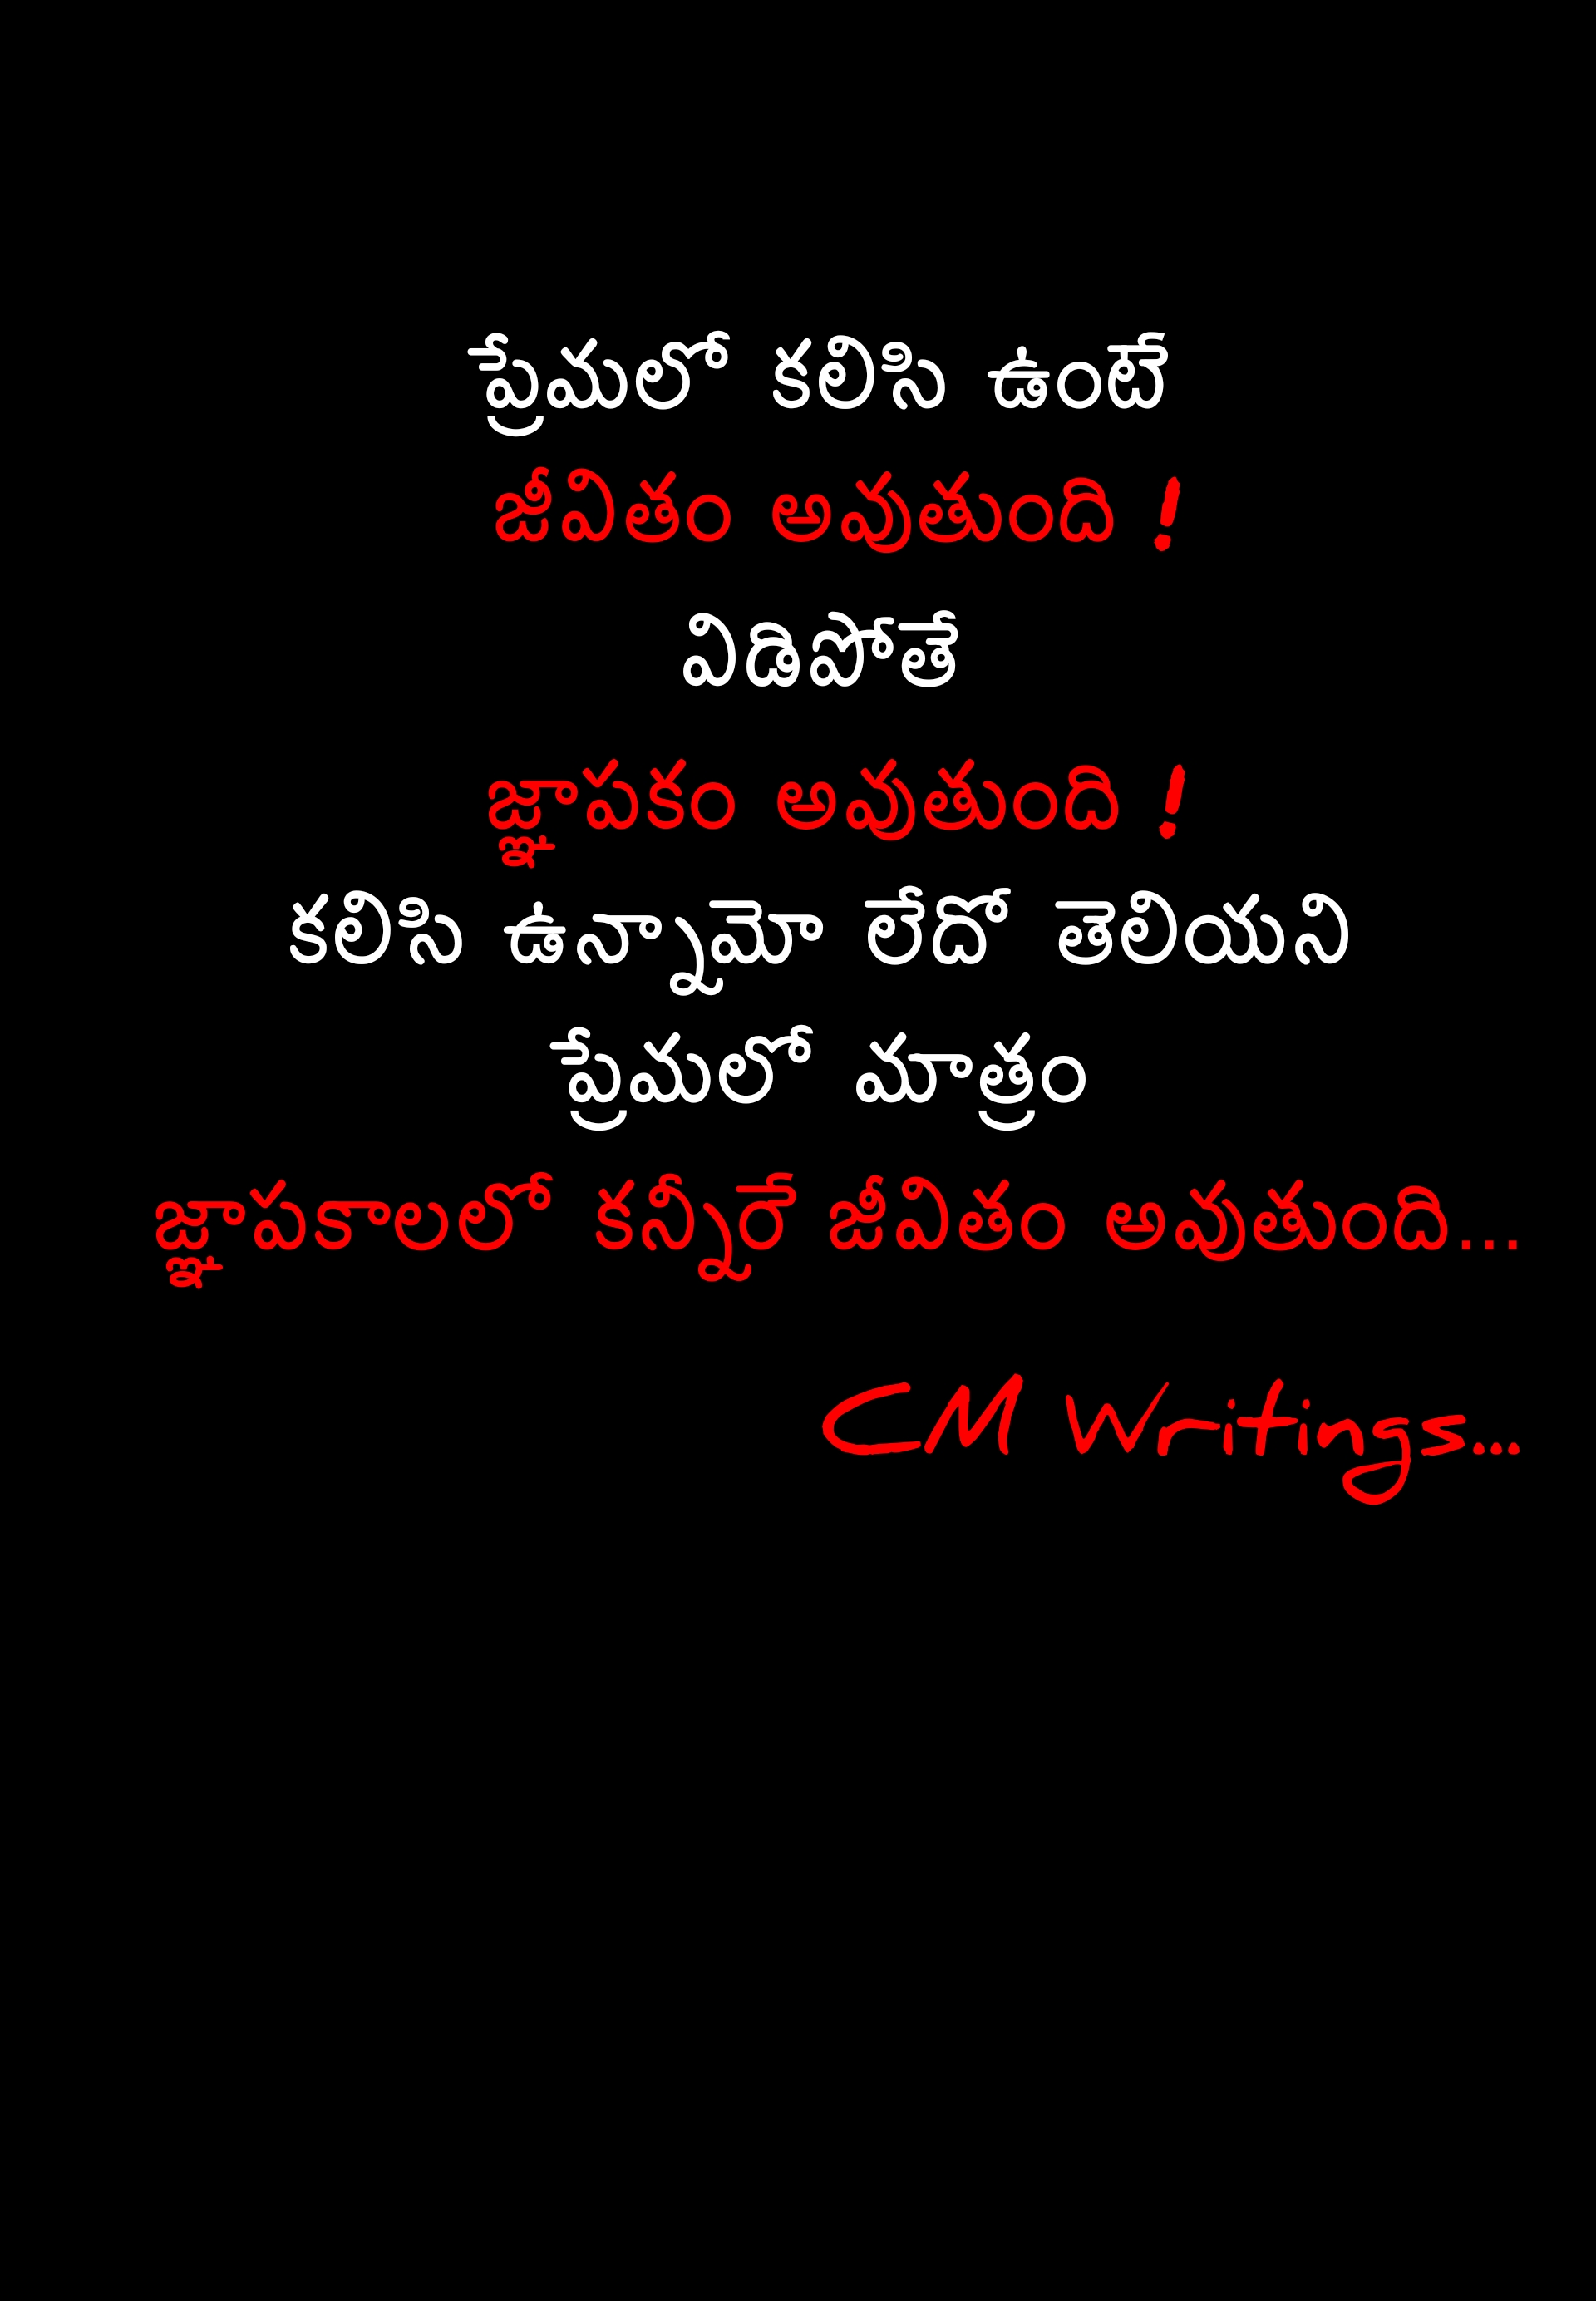 ప్రేమలో కలిసి ఉంటే
జీవితం అవుతుంది !
విడిపోతే
జ్ఞాపకం అవుతుంది !
కలిసి ఉన్నామో లేదో తెలియని
ప్రేమలో మాత్రం
జ్ఞాపకాలలో కన్నీరే జీవితం అవుతుంది...
CM Writings...